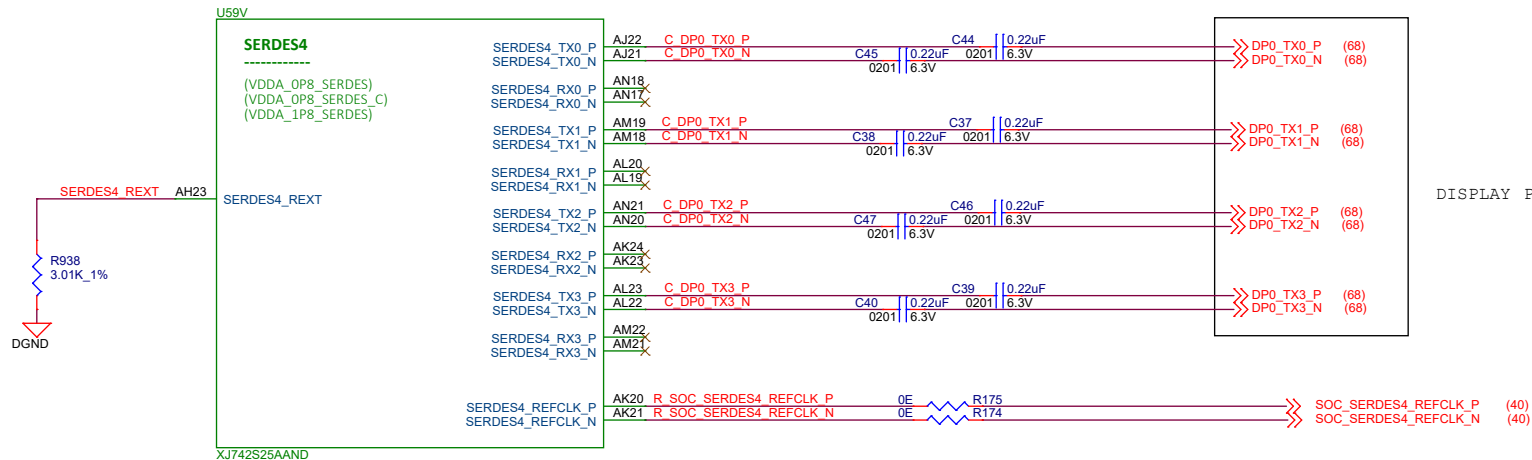 U59V
SERDES4
------------
(VDDA_0P8_SERDES)
(VDDA_0P8_SERDES_C)
(VDDA_1P8_SERDES)
SERDES4_REXT AH23 SERDES4_REXT
R938
3.01K_1%
DGND
SERDES4_TX0_P AJ22 C_DP0_TX0_P C44 0.22uF DP0_TX0_P (68)
0201 6.3V
SERDES4_TX0_N AJ21 C_DP0_TX0_N C45 0.22uF DP0_TX0_N (68)
0201 6.3V
SERDES4_RX0_P AN18
SERDES4_RX0_N AN17
SERDES4_TX1_P AM19 C_DP0_TX1_P C37 0.22uF DP0_TX1_P (68)
0201 6.3V
SERDES4_TX1_N AM18 C_DP0_TX1_N C38 0.22uF DP0_TX1_N (68)
0201 6.3V
SERDES4_RX1_P AL20
SERDES4_RX1_N AL19
DISPLAY P
SERDES4_TX2_P AN21 C_DP0_TX2_P C46 0.22uF DP0_TX2_P (68)
0201 6.3V
SERDES4_TX2_N AN20 C_DP0_TX2_N C47 0.22uF DP0_TX2_N (68)
0201 6.3V
SERDES4_RX2_P AK24
SERDES4_RX2_N AK23
SERDES4_TX3_P AL23 C_DP0_TX3_P C39 0.22uF DP0_TX3_P (68)
0201 6.3V
SERDES4_TX3_N AL22 C_DP0_TX3_N C40 0.22uF DP0_TX3_N (68)
0201 6.3V
SERDES4_RX3_P AM22
SERDES4_RX3_N AM21
SERDES4_REFCLK_P AK20 R_SOC_SERDES4_REFCLK_P 0E R175 SOC_SERDES4_REFCLK_P (40)
SERDES4_REFCLK_N AK21 R_SOC_SERDES4_REFCLK_N 0E R174 SOC_SERDES4_REFCLK_N (40)
XJ742S25AAND